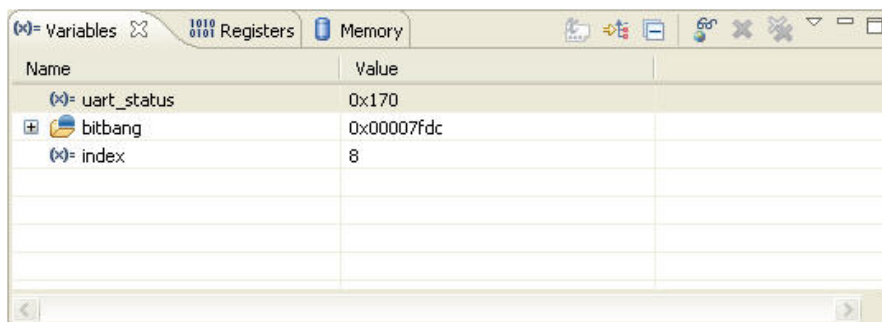 (x)= Variables 1010 0101 Registers Memory
Name Value
(x)= uart_status 0x170
bitbang 0x00007fdc
(x)= index 8